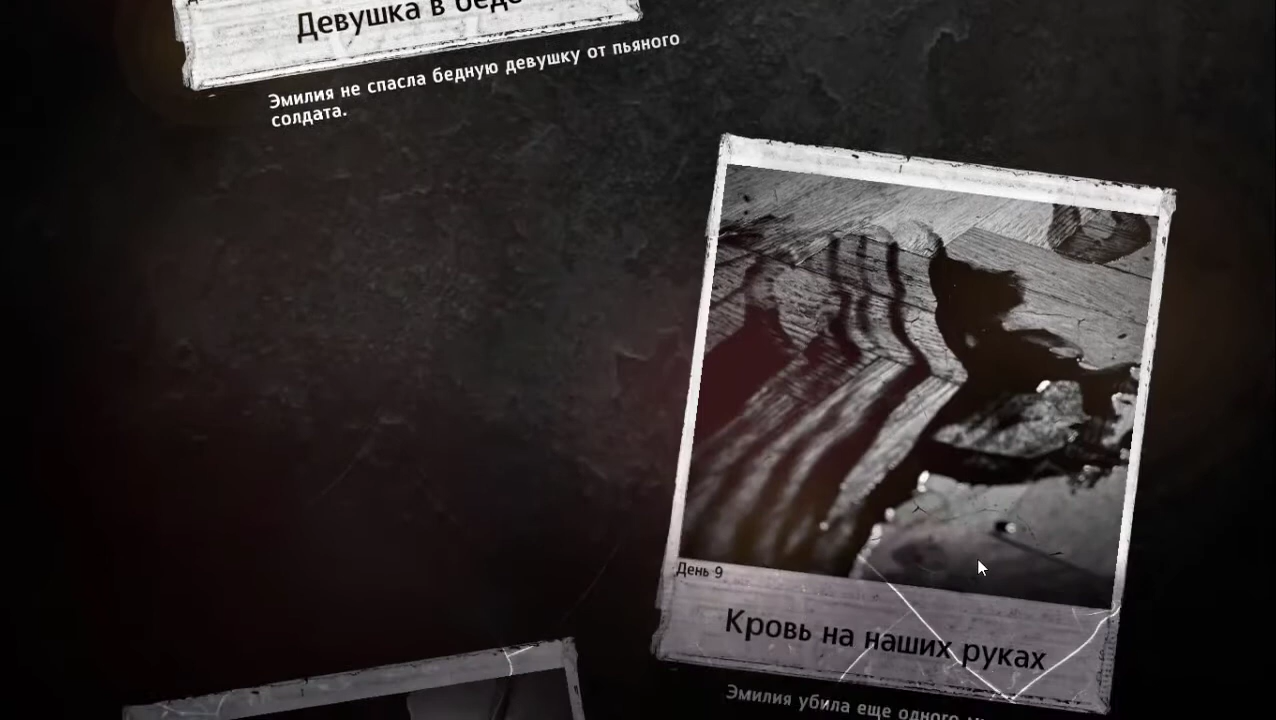 Девушка в
Эмилия не спасла бедную девушку от пьяного
солдата.
День 9
Кровь на наших руках
Эмилия убила еще одного